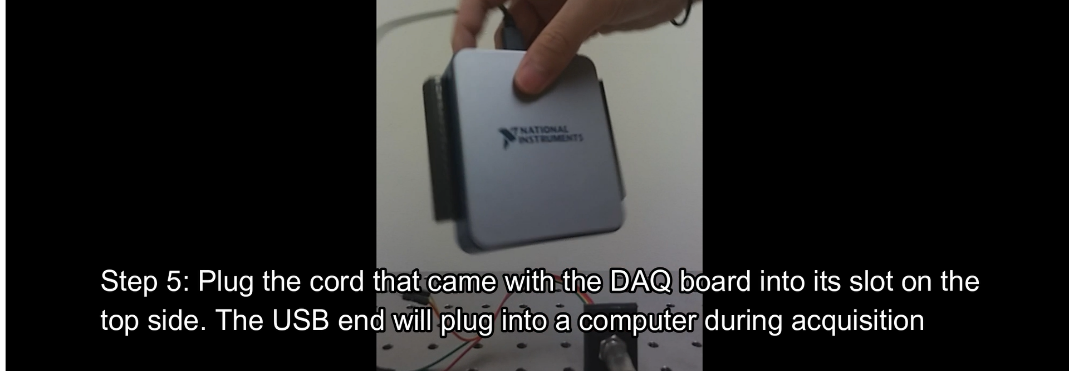 NATIONAL
INSTRUMENTS
Step 5: Plug the cord that came with the DAQ board into its slot on the
top side. The USB end will plug into a computer during acquisition